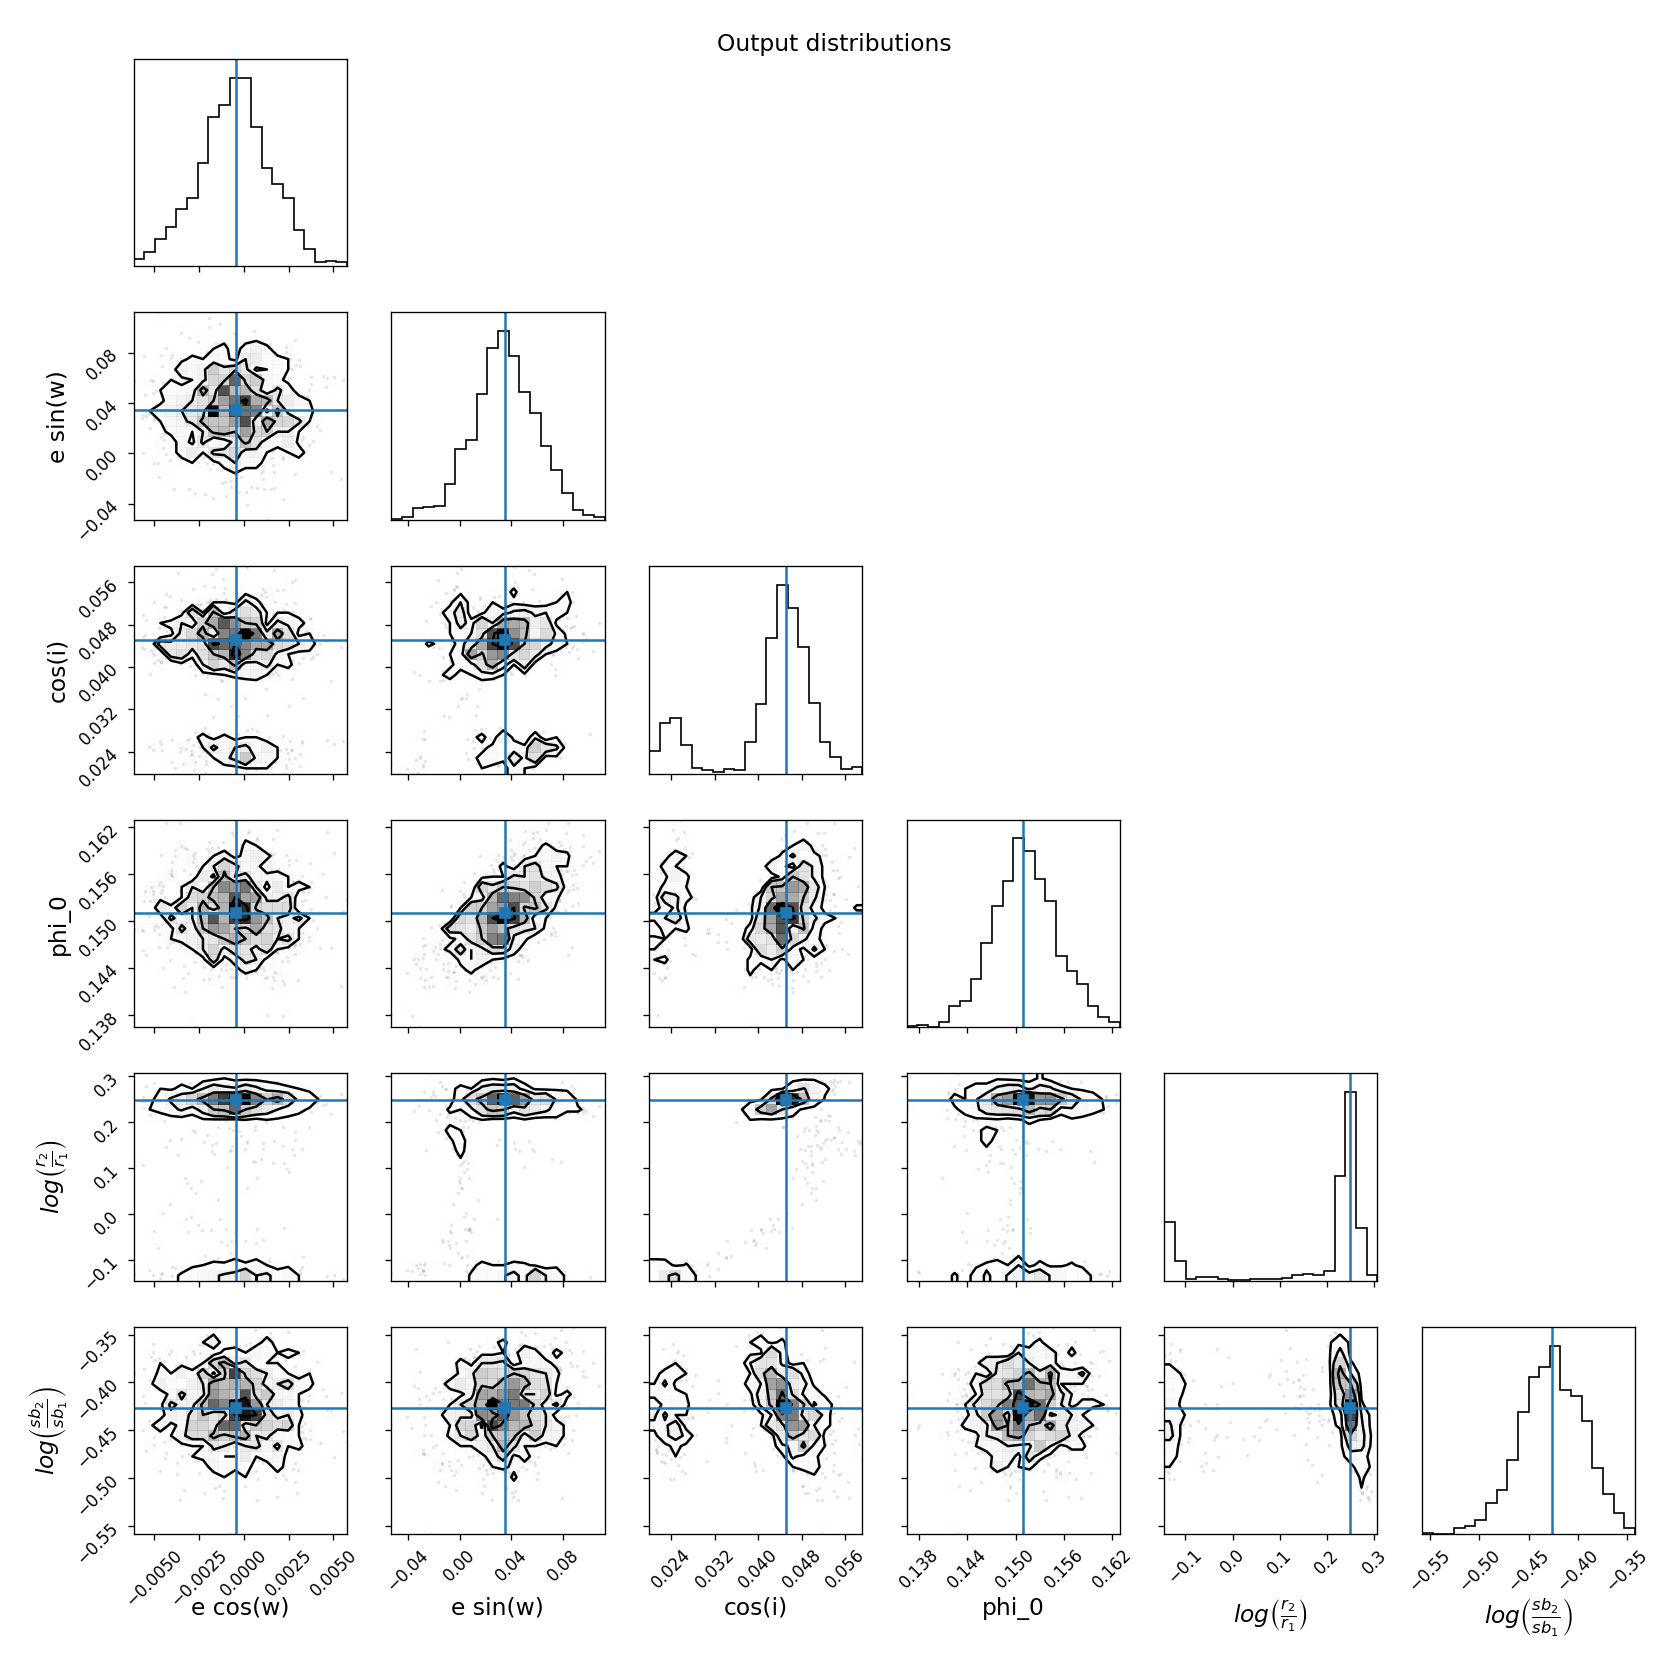 Output distributions
e sin(w)
0.08
0.04
0.00
−0.04
cos(i)
0.056
0.048
0.040
0.032
0.024
phi_0
0.162
0.156
0.150
0.144
0.138
log(r2/r1)
0.3
0.2
0.1
0.0
−0.1
log(sb2/sb1)
−0.35
−0.40
−0.45
−0.50
−0.55
−0.0050 −0.0025 0.0000 0.0025 0.0050
e cos(w)
−0.04 0.00 0.04 0.08
e sin(w)
0.024 0.032 0.040 0.048 0.056
cos(i)
0.138 0.144 0.150 0.156 0.162
phi_0
−0.1 0.0 0.1 0.2 0.3
log(r2/r1)
−0.55 −0.50 −0.45 −0.40 −0.35
log(sb2/sb1)